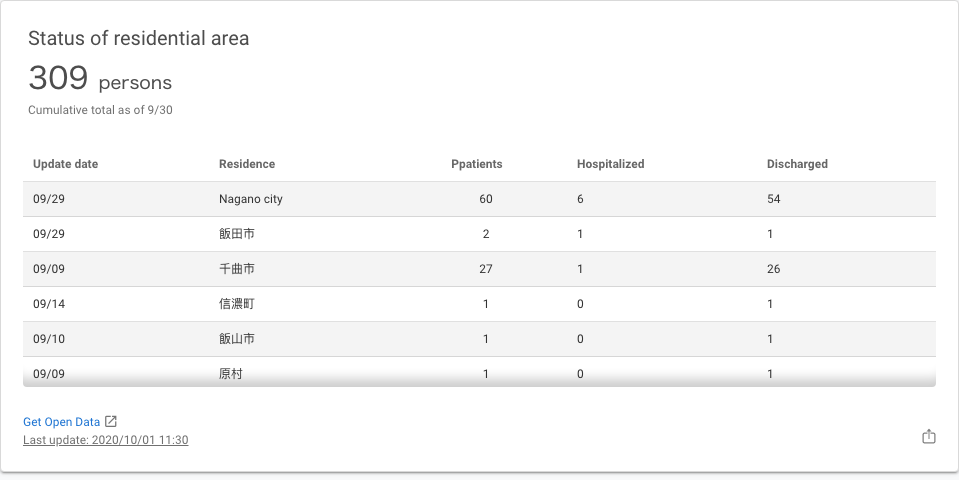 Status of residential area
309 persons
Cumulative total as of 9/30
Update date Residence Ppatients Hospitalized Discharged
09/29 Nagano city 60 6 54
09/29 飯田市 2 1 1
09/09 千曲市 27 1 26
09/14 信濃町 1 0 1
09/10 飯山市 1 0 1
09/09 原村 1 0 1
Get Open Data
Last update: 2020/10/01 11:30